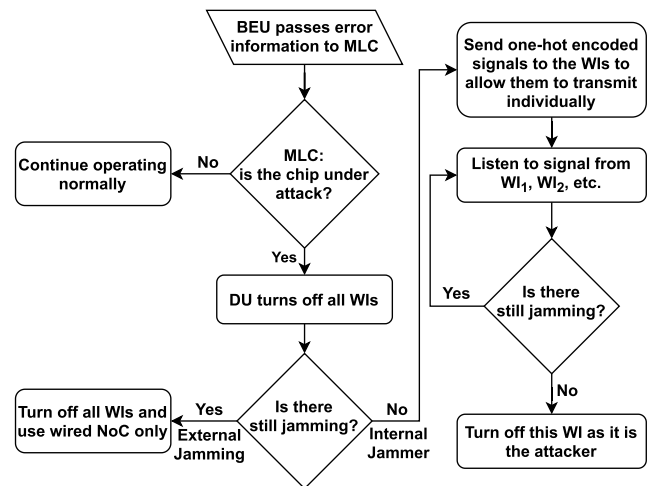 BEU passes error
information to MLC
MLC:
is the chip under
attack?
No
Continue operating
normally
Yes
DU turns off all WIs
Is there
still jamming?
Yes
External
Jamming
Turn off all WIs and
use wired NoC only
No
Internal
Jammer
Send one-hot encoded
signals to the WIs to
allow them to transmit
individually
Listen to signal from
WI₁, WI₂, etc.
Is there
still jamming?
Yes
No
Turn off this WI as it is
the attacker